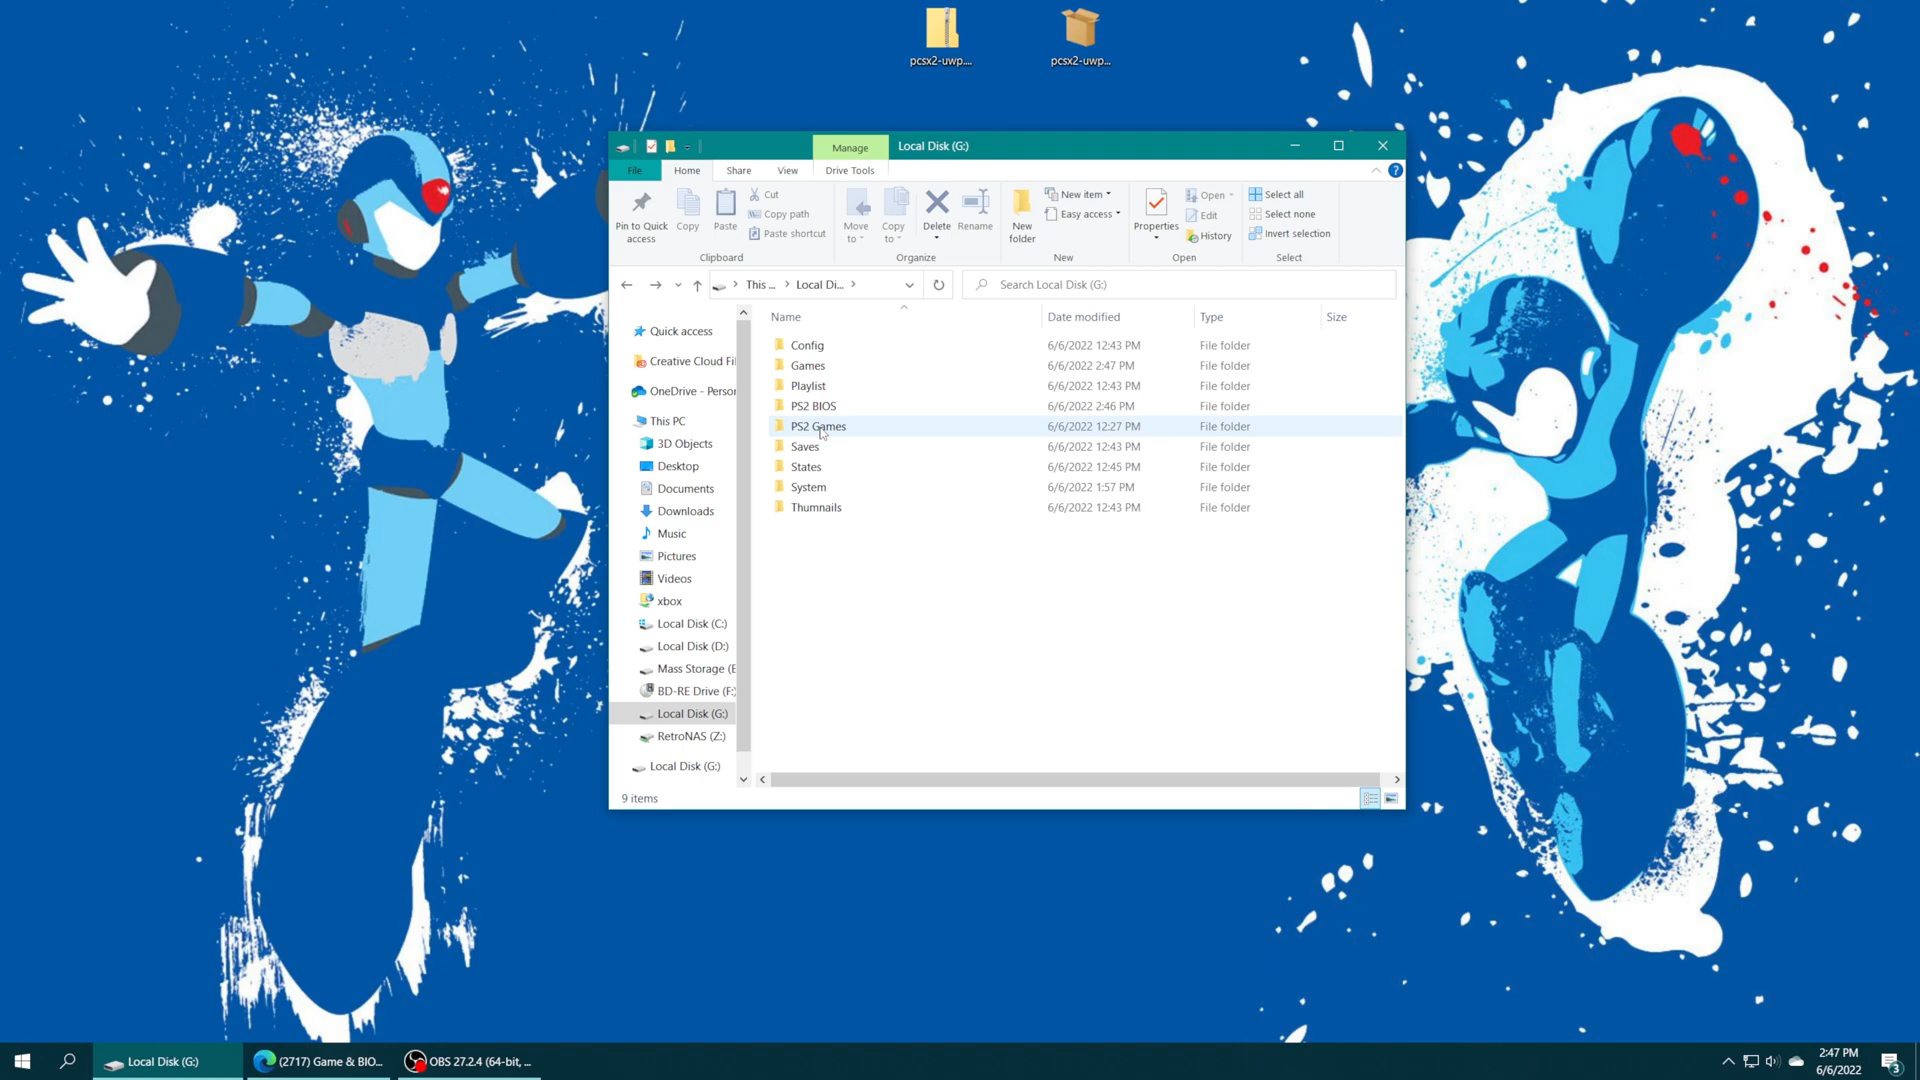 pcsx2-uwp....
pcsx2-uwp...
Manage
Local Disk (G:)
File
Home
Share
View
Drive Tools
Pin to Quick access
Copy
Paste
Cut
Copy path
Paste shortcut
Clipboard
Move to
Copy to
Delete
Rename
Organize
New folder
New item
Easy access
New
Properties
Open
Edit
History
Open
Select all
Select none
Invert selection
Select
This ...
Local Di...
Search Local Disk (G:)
Quick access
Creative Cloud Fil
OneDrive - Person
This PC
3D Objects
Desktop
Documents
Downloads
Music
Pictures
Videos
xbox
Local Disk (C:)
Local Disk (D:)
Mass Storage (E
BD-RE Drive (F:)
Local Disk (G:)
RetroNAS (Z:)
Local Disk (G:)
Name Date modified Type Size
Config 6/6/2022 12:43 PM File folder
Games 6/6/2022 2:47 PM File folder
Playlist 6/6/2022 12:43 PM File folder
PS2 BIOS 6/6/2022 2:46 PM File folder
PS2 Games 6/6/2022 12:27 PM File folder
Saves 6/6/2022 12:43 PM File folder
States 6/6/2022 12:45 PM File folder
System 6/6/2022 1:57 PM File folder
Thumnails 6/6/2022 12:43 PM File folder
9 items
Local Disk (G:)
(2717) Game & BIO...
OBS 27.2.4 (64-bit, ...
2:47 PM
6/6/2022
3